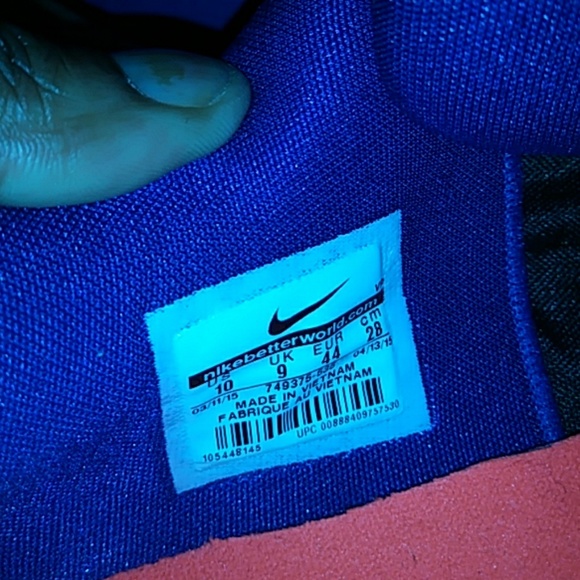 nikebetterworld.com
US UK EUR cm
10 9 44 28
03/11/15 04/13/15
MADE IN VIETNAM
FABRIQUE AU VIETNAM
105448145 UPC 00888409757530